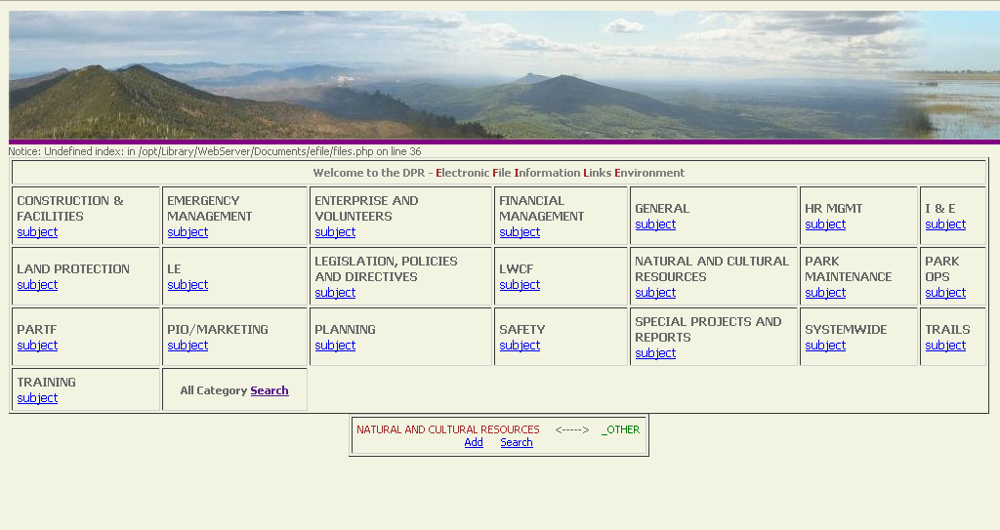 Notice: Undefined index: in /opt/Library/WebServer/Documents/efile/files.php on line 36
Welcome to the DPR - Electronic File Information Links Environment
CONSTRUCTION &
FACILITIES
subject
EMERGENCY
MANAGEMENT
subject
ENTERPRISE AND
VOLUNTEERS
subject
FINANCIAL
MANAGEMENT
subject
GENERAL
subject
HR MGMT
subject
I & E
subject
LAND PROTECTION
subject
LE
subject
LEGISLATION, POLICIES
AND DIRECTIVES
subject
LWCF
subject
NATURAL AND CULTURAL
RESOURCES
subject
PARK
MAINTENANCE
subject
PARK
OPS
subject
PARTF
subject
PIO/MARKETING
subject
PLANNING
subject
SAFETY
subject
SPECIAL PROJECTS AND
REPORTS
subject
SYSTEMWIDE
subject
TRAILS
subject
TRAINING
subject
All Category Search
NATURAL AND CULTURAL RESOURCES <-----> _OTHER
Add Search